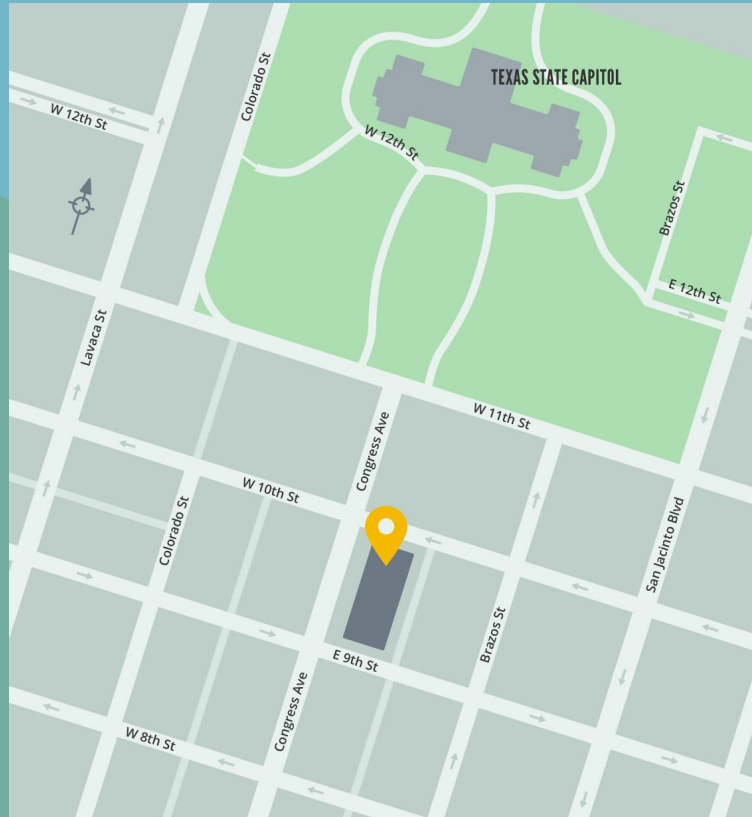 TEXAS STATE CAPITOL
Colorado St
W 12th St
W 12th St
Brazos St
E 12th St
Lavaca St
W 11th St
Congress Ave
W 10th St
Colorado St
San Jacinto Blvd
Brazos St
E 9th St
Congress Ave
W 8th St